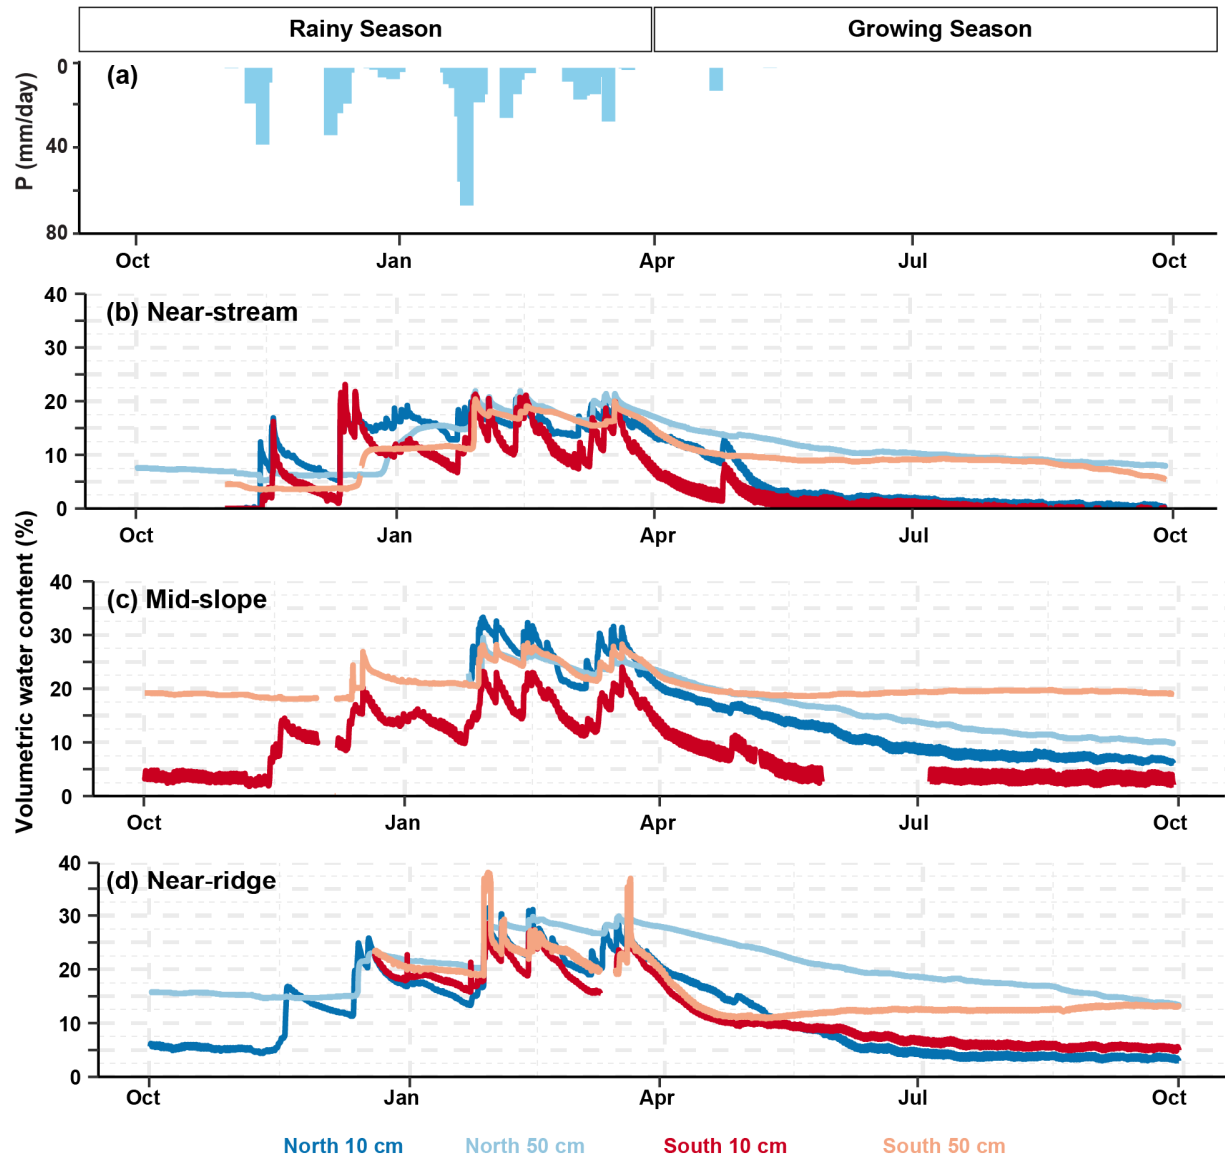 Rainy Season Growing Season
(a)
P (mm/day)
0
40
80
Oct Jan Apr Jul Oct
Volumetric water content (%)
(b) Near-stream
40
30
20
10
0
Oct Jan Apr Jul Oct
(c) Mid-slope
40
30
20
10
0
Oct Jan Apr Jul Oct
(d) Near-ridge
40
30
20
10
0
Oct Jan Apr Jul Oct
North 10 cm North 50 cm South 10 cm South 50 cm